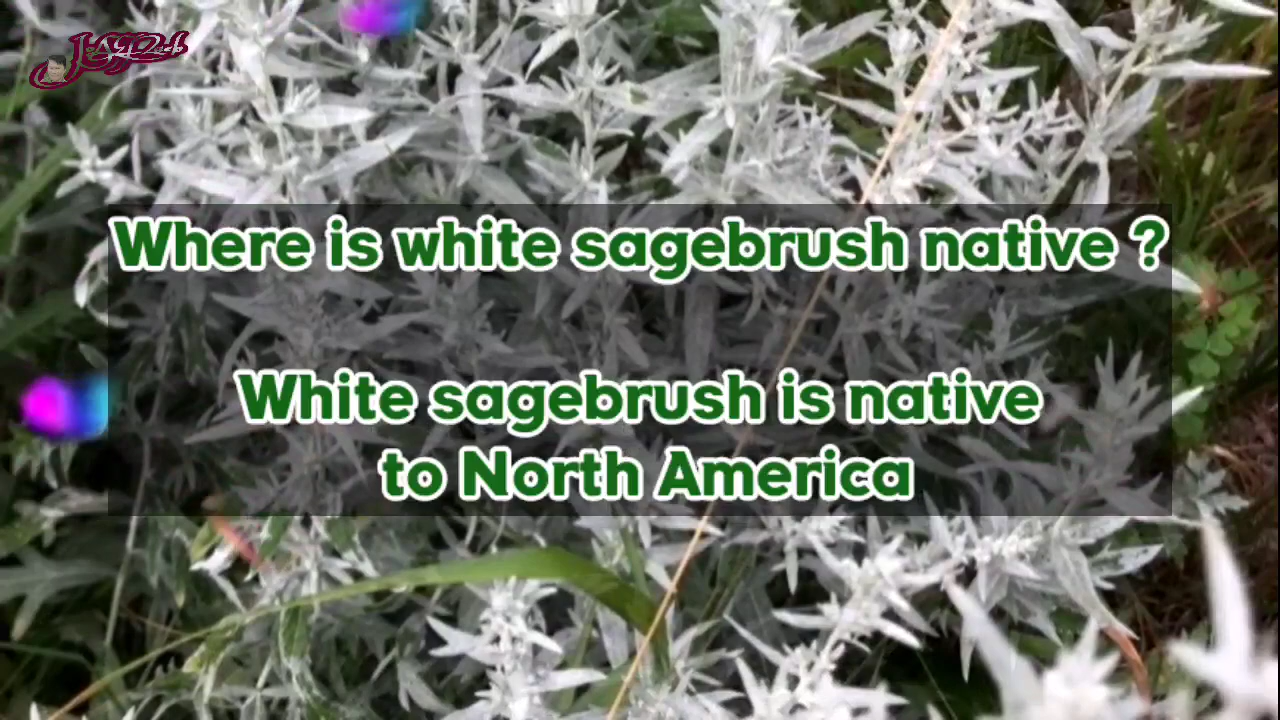 Where is white sagebrush native ?
White sagebrush is native
to North America